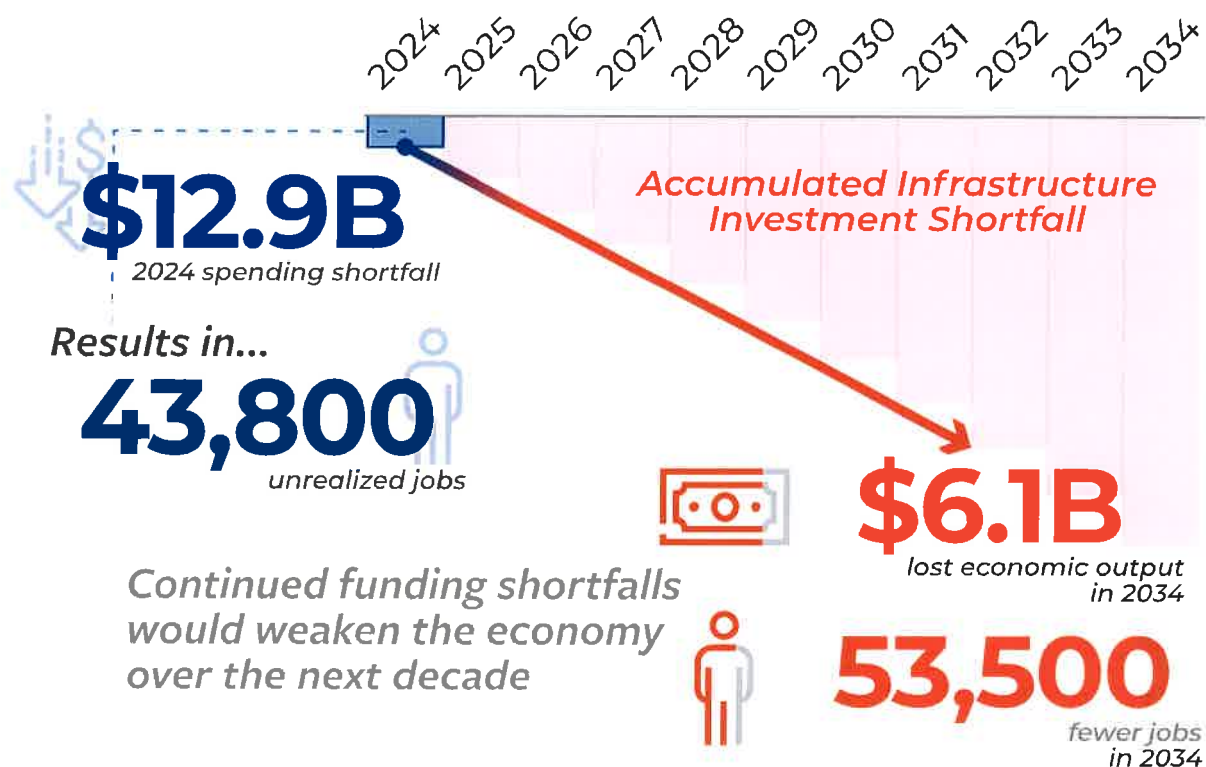 2024 2025 2026 2027 2028 2029 2030 2031 2032 2033 2034
$
Accumulated Infrastructure
Investment Shortfall
$12.9B
2024 spending shortfall
Results in...
43,800
unrealized jobs
$6.1B
lost economic output
in 2034
Continued funding shortfalls
would weaken the economy
over the next decade
53,500
fewer jobs
in 2034